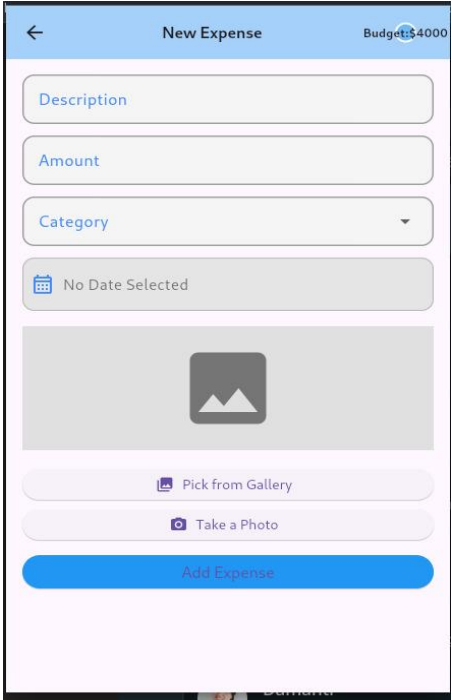 New Expense
Budget:$4000
Description
Amount
Category
No Date Selected
Pick from Gallery
Take a Photo
Add Expense